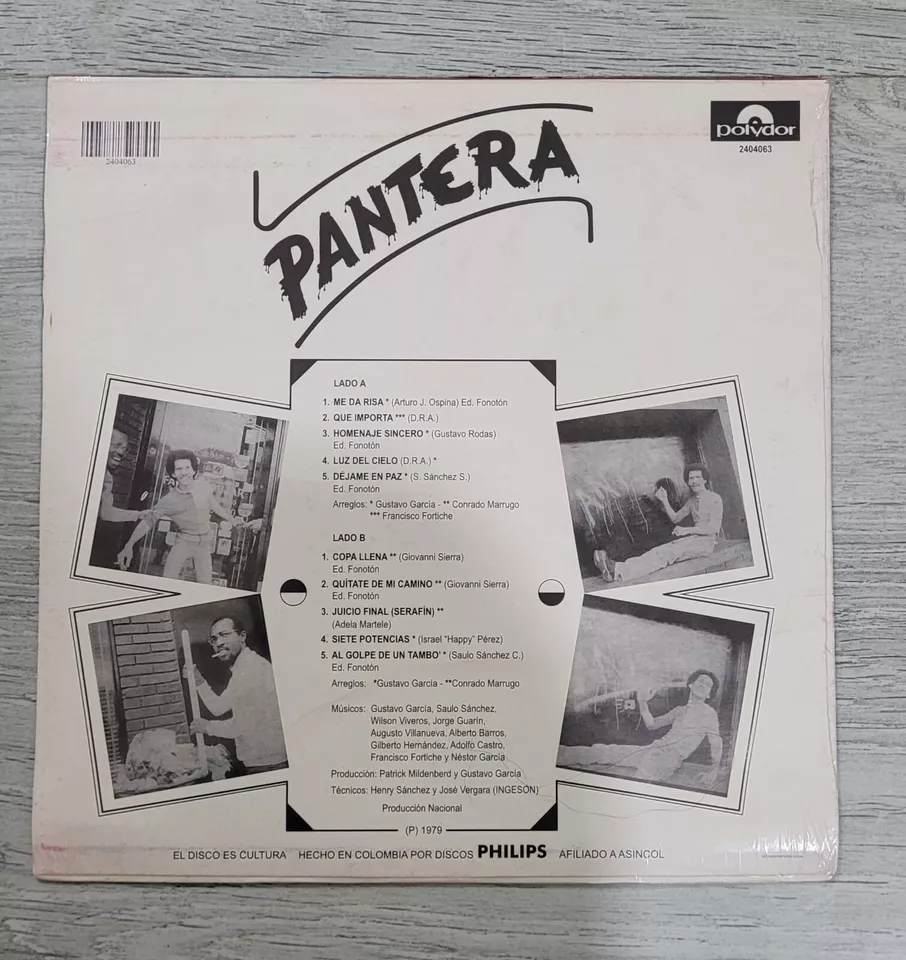 2404063
polydor
2404063
PANTERA
LADO A
1. ME DA RISA * (Arturo J. Ospina) Ed. Fonotón
2. QUE IMPORTA *** (D.R.A.)
3. HOMENAJE SINCERO * (Gustavo Rodas)
Ed. Fonotón
4. LUZ DEL CIELO (D.R.A.) *
5. DÉJAME EN PAZ * (S. Sánchez S.)
Ed. Fonotón
Arreglos: * Gustavo García - ** Conrado Marrugo
*** Francisco Fortiche
LADO B
1. COPA LLENA ** (Giovanni Sierra)
Ed. Fonotón
2. QUÍTATE DE MI CAMINO ** (Giovanni Sierra)
Ed. Fonotón
3. JUICIO FINAL (SERAFÍN) **
(Adela Martele)
4. SIETE POTENCIAS * (Israel "Happy" Pérez)
5. AL GOLPE DE UN TAMBO' * (Saulo Sánchez C.)
Ed. Fonotón
Arreglos: *Gustavo García - **Conrado Marrugo
Músicos: Gustavo García, Saulo Sánchez,
Wilson Viveros, Jorge Guarín,
Augusto Villanueva, Alberto Barros,
Gilberto Hernández, Adolfo Castro,
Francisco Fortiche y Néstor García
Producción: Patrick Mildenberd y Gustavo García
Técnicos: Henry Sánchez y José Vergara (INGESON)
Producción Nacional
(P) 1979
EL DISCO ES CULTURA HECHO EN COLOMBIA POR DISCOS PHILIPS AFILIADO A ASINCOL